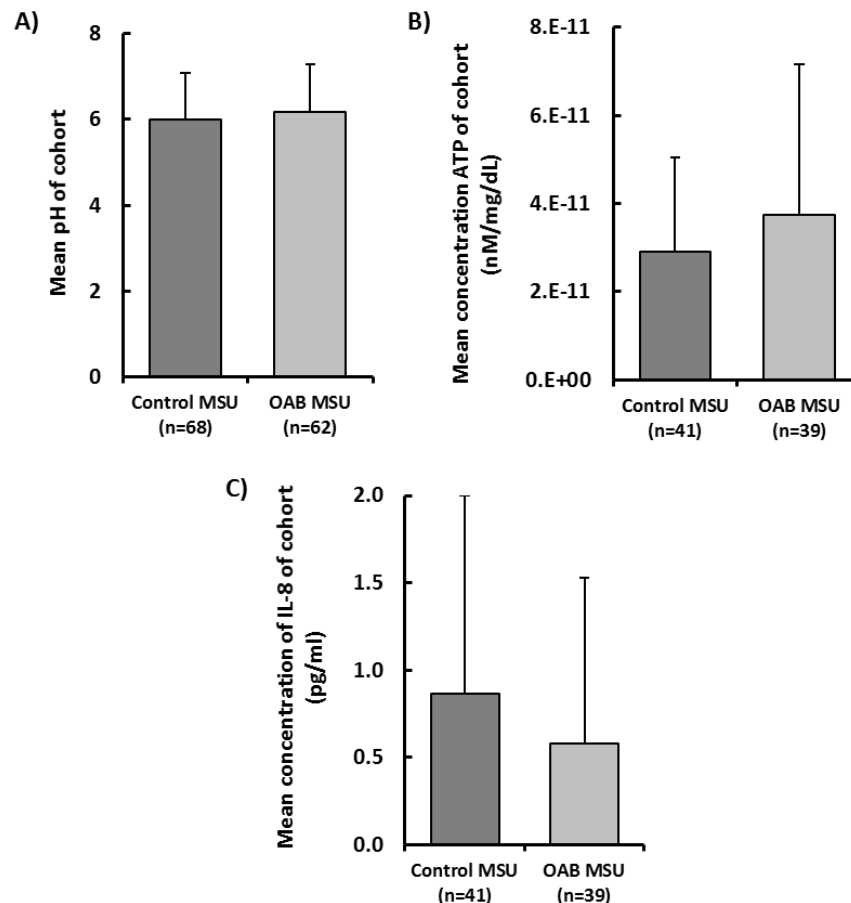 A)
Mean pH of cohort
8
6
4
2
0
Control MSU
(n=68)
OAB MSU
(n=62)
B)
Mean concentration ATP of cohort
(nM/mg/dL)
8.E-11
6.E-11
4.E-11
2.E-11
0.E+00
Control MSU
(n=41)
OAB MSU
(n=39)
C)
Mean concentration of IL-8 of cohort
(pg/ml)
2.0
1.5
1.0
0.5
0.0
Control MSU
(n=41)
OAB MSU
(n=39)